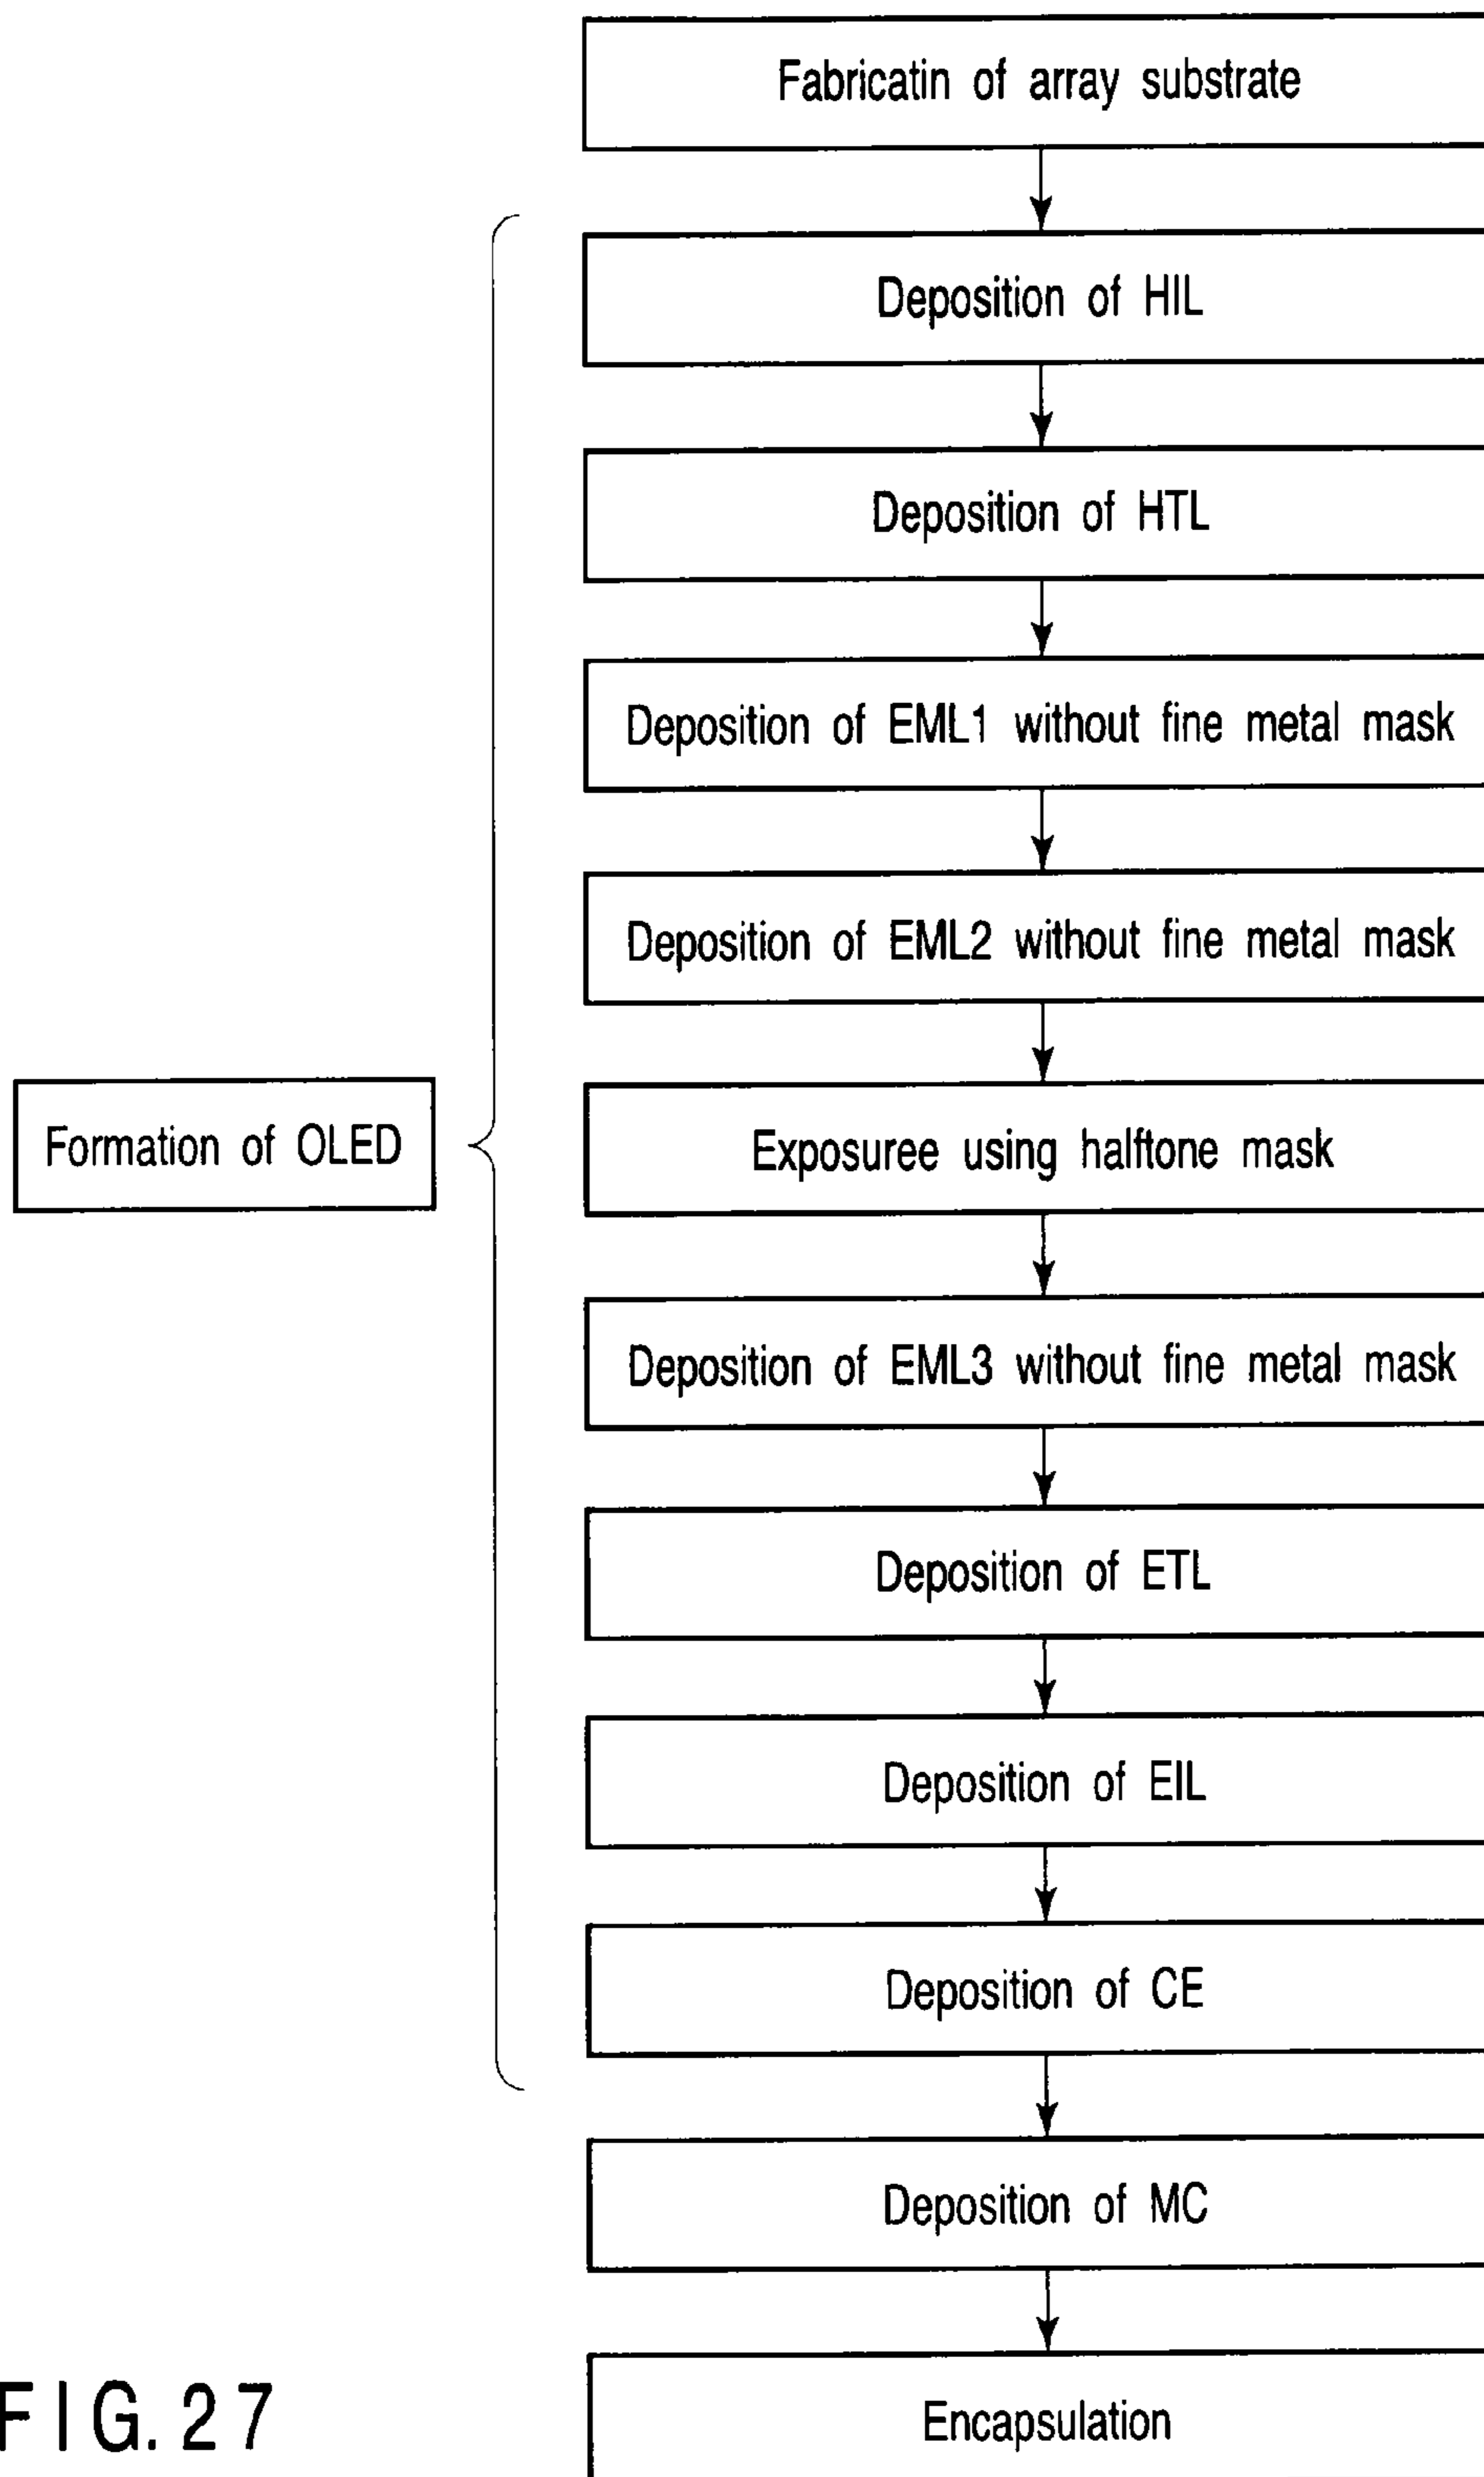 Fabricatin of array substrate
Deposition of HIL
Deposition of HTL
Deposition of EML1 without fine metal mask
Deposition of EML2 without fine metal mask
Formation of OLED
Exposuree using halftone mask
Deposition of EML3 without fine metal mask
Deposition of ETL
Deposition of EIL
Deposition of CE
Deposition of MC
Encapsulation
FIG. 27